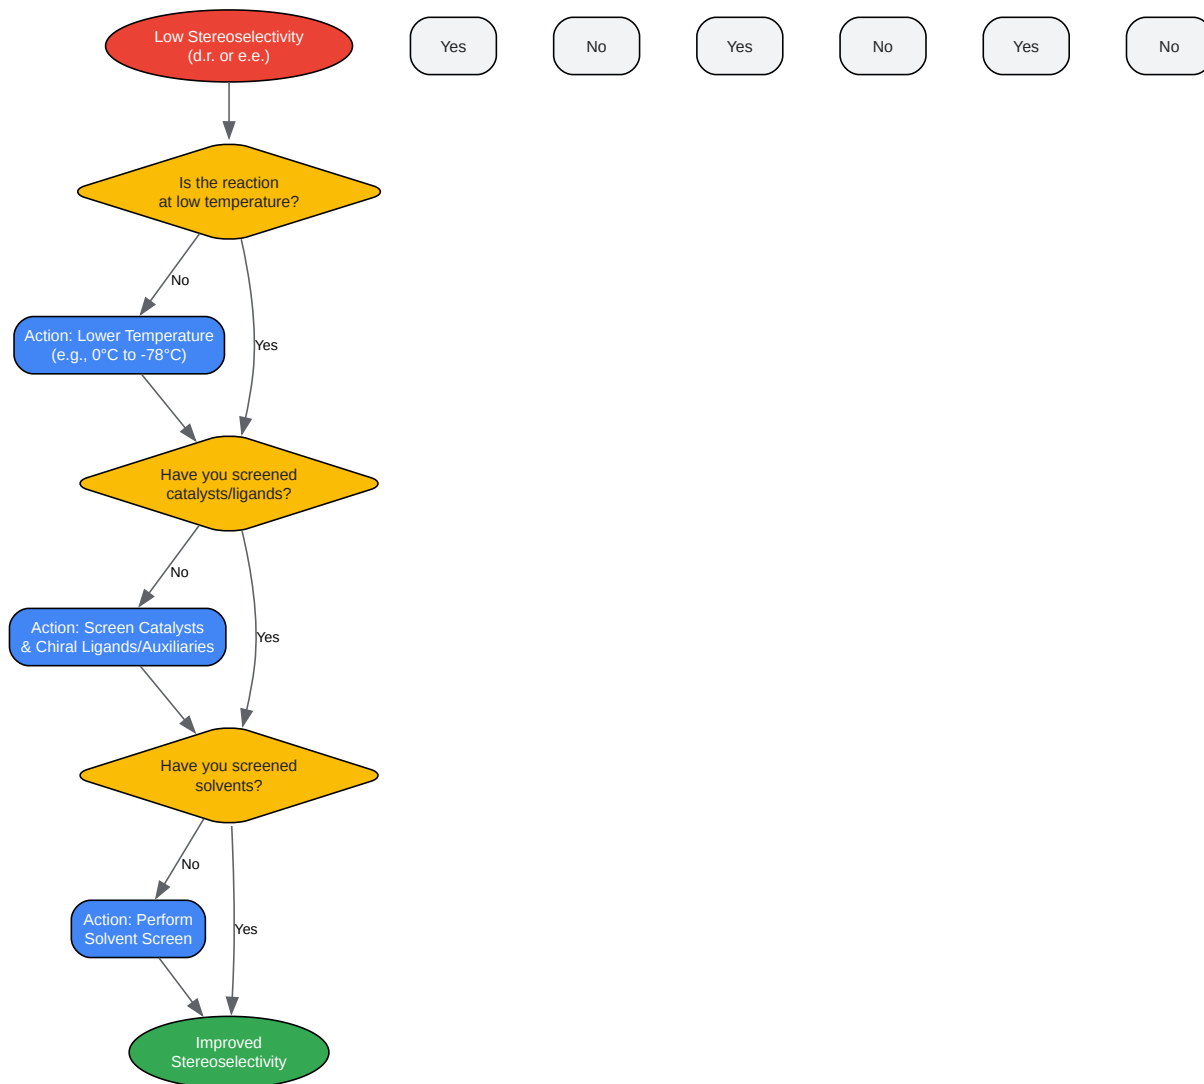 Low Stereoselectivity
(d.r. or e.e.)
Yes
No
Yes
No
Yes
No
Is the reaction
at low temperature?
No
Action: Lower Temperature
(e.g., 0°C to -78°C)
Yes
Have you screened
catalysts/ligands?
No
Action: Screen Catalysts
& Chiral Ligands/Auxiliaries
Yes
Have you screened
solvents?
No
Action: Perform
Solvent Screen
Yes
Improved
Stereoselectivity